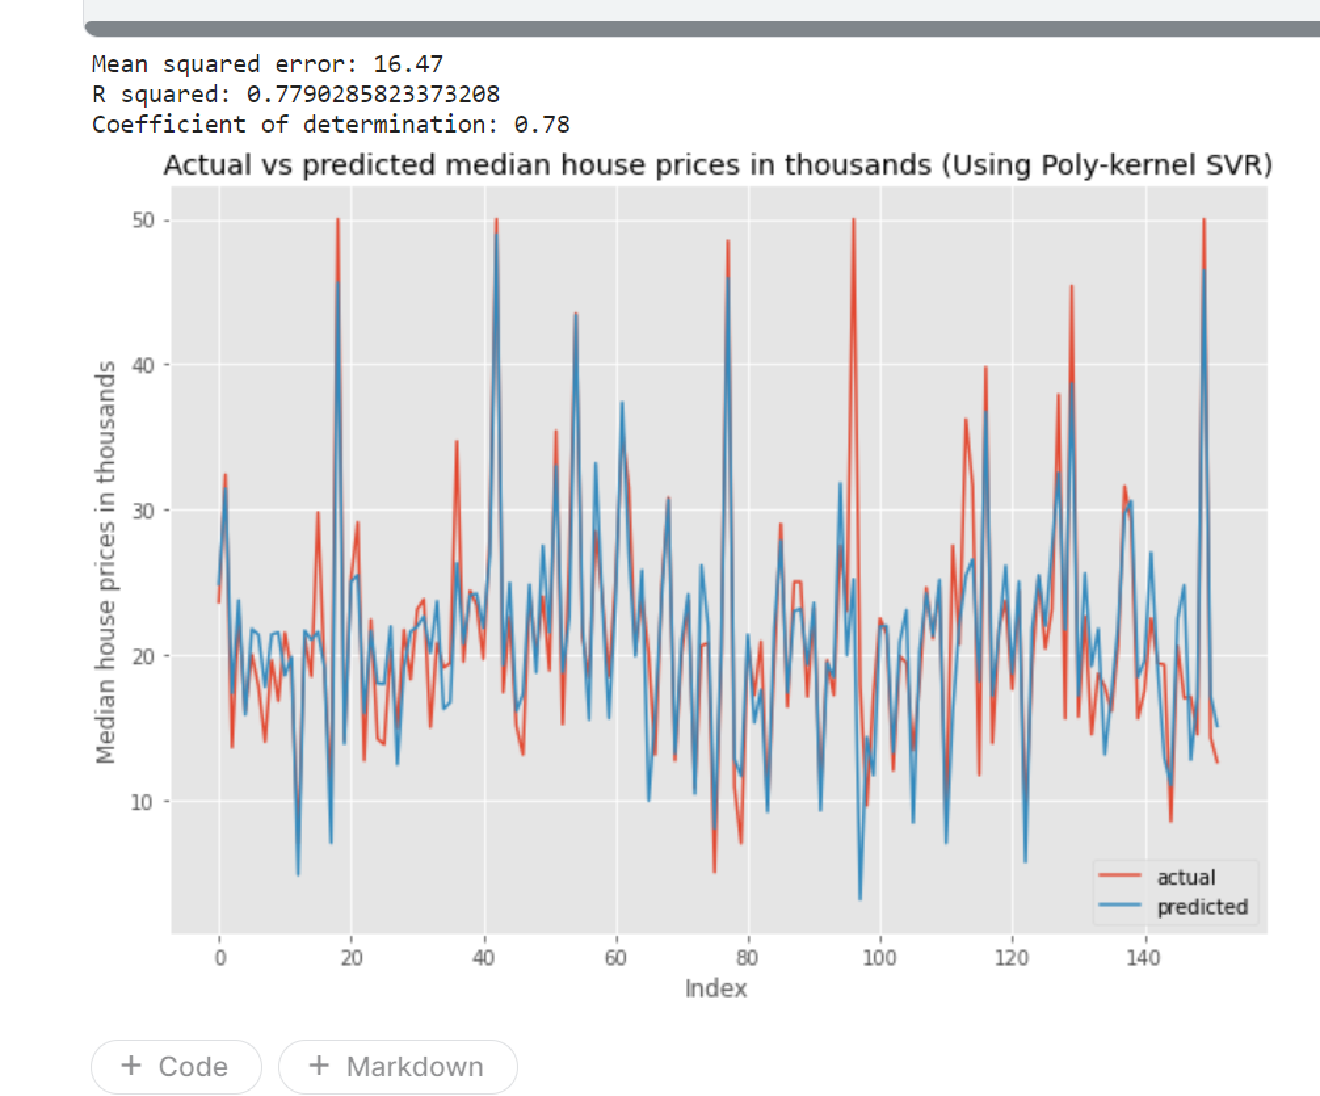 Mean squared error: 16.47
R squared: 0.7790285823373208
Coefficient of determination: 0.78
Actual vs predicted median house prices in thousands (Using Poly-kernel SVR)
Median house prices in thousands
50
40
30
20
10
0 20 40 60 80 100 120 140
Index
actual
predicted
+ Code + Markdown